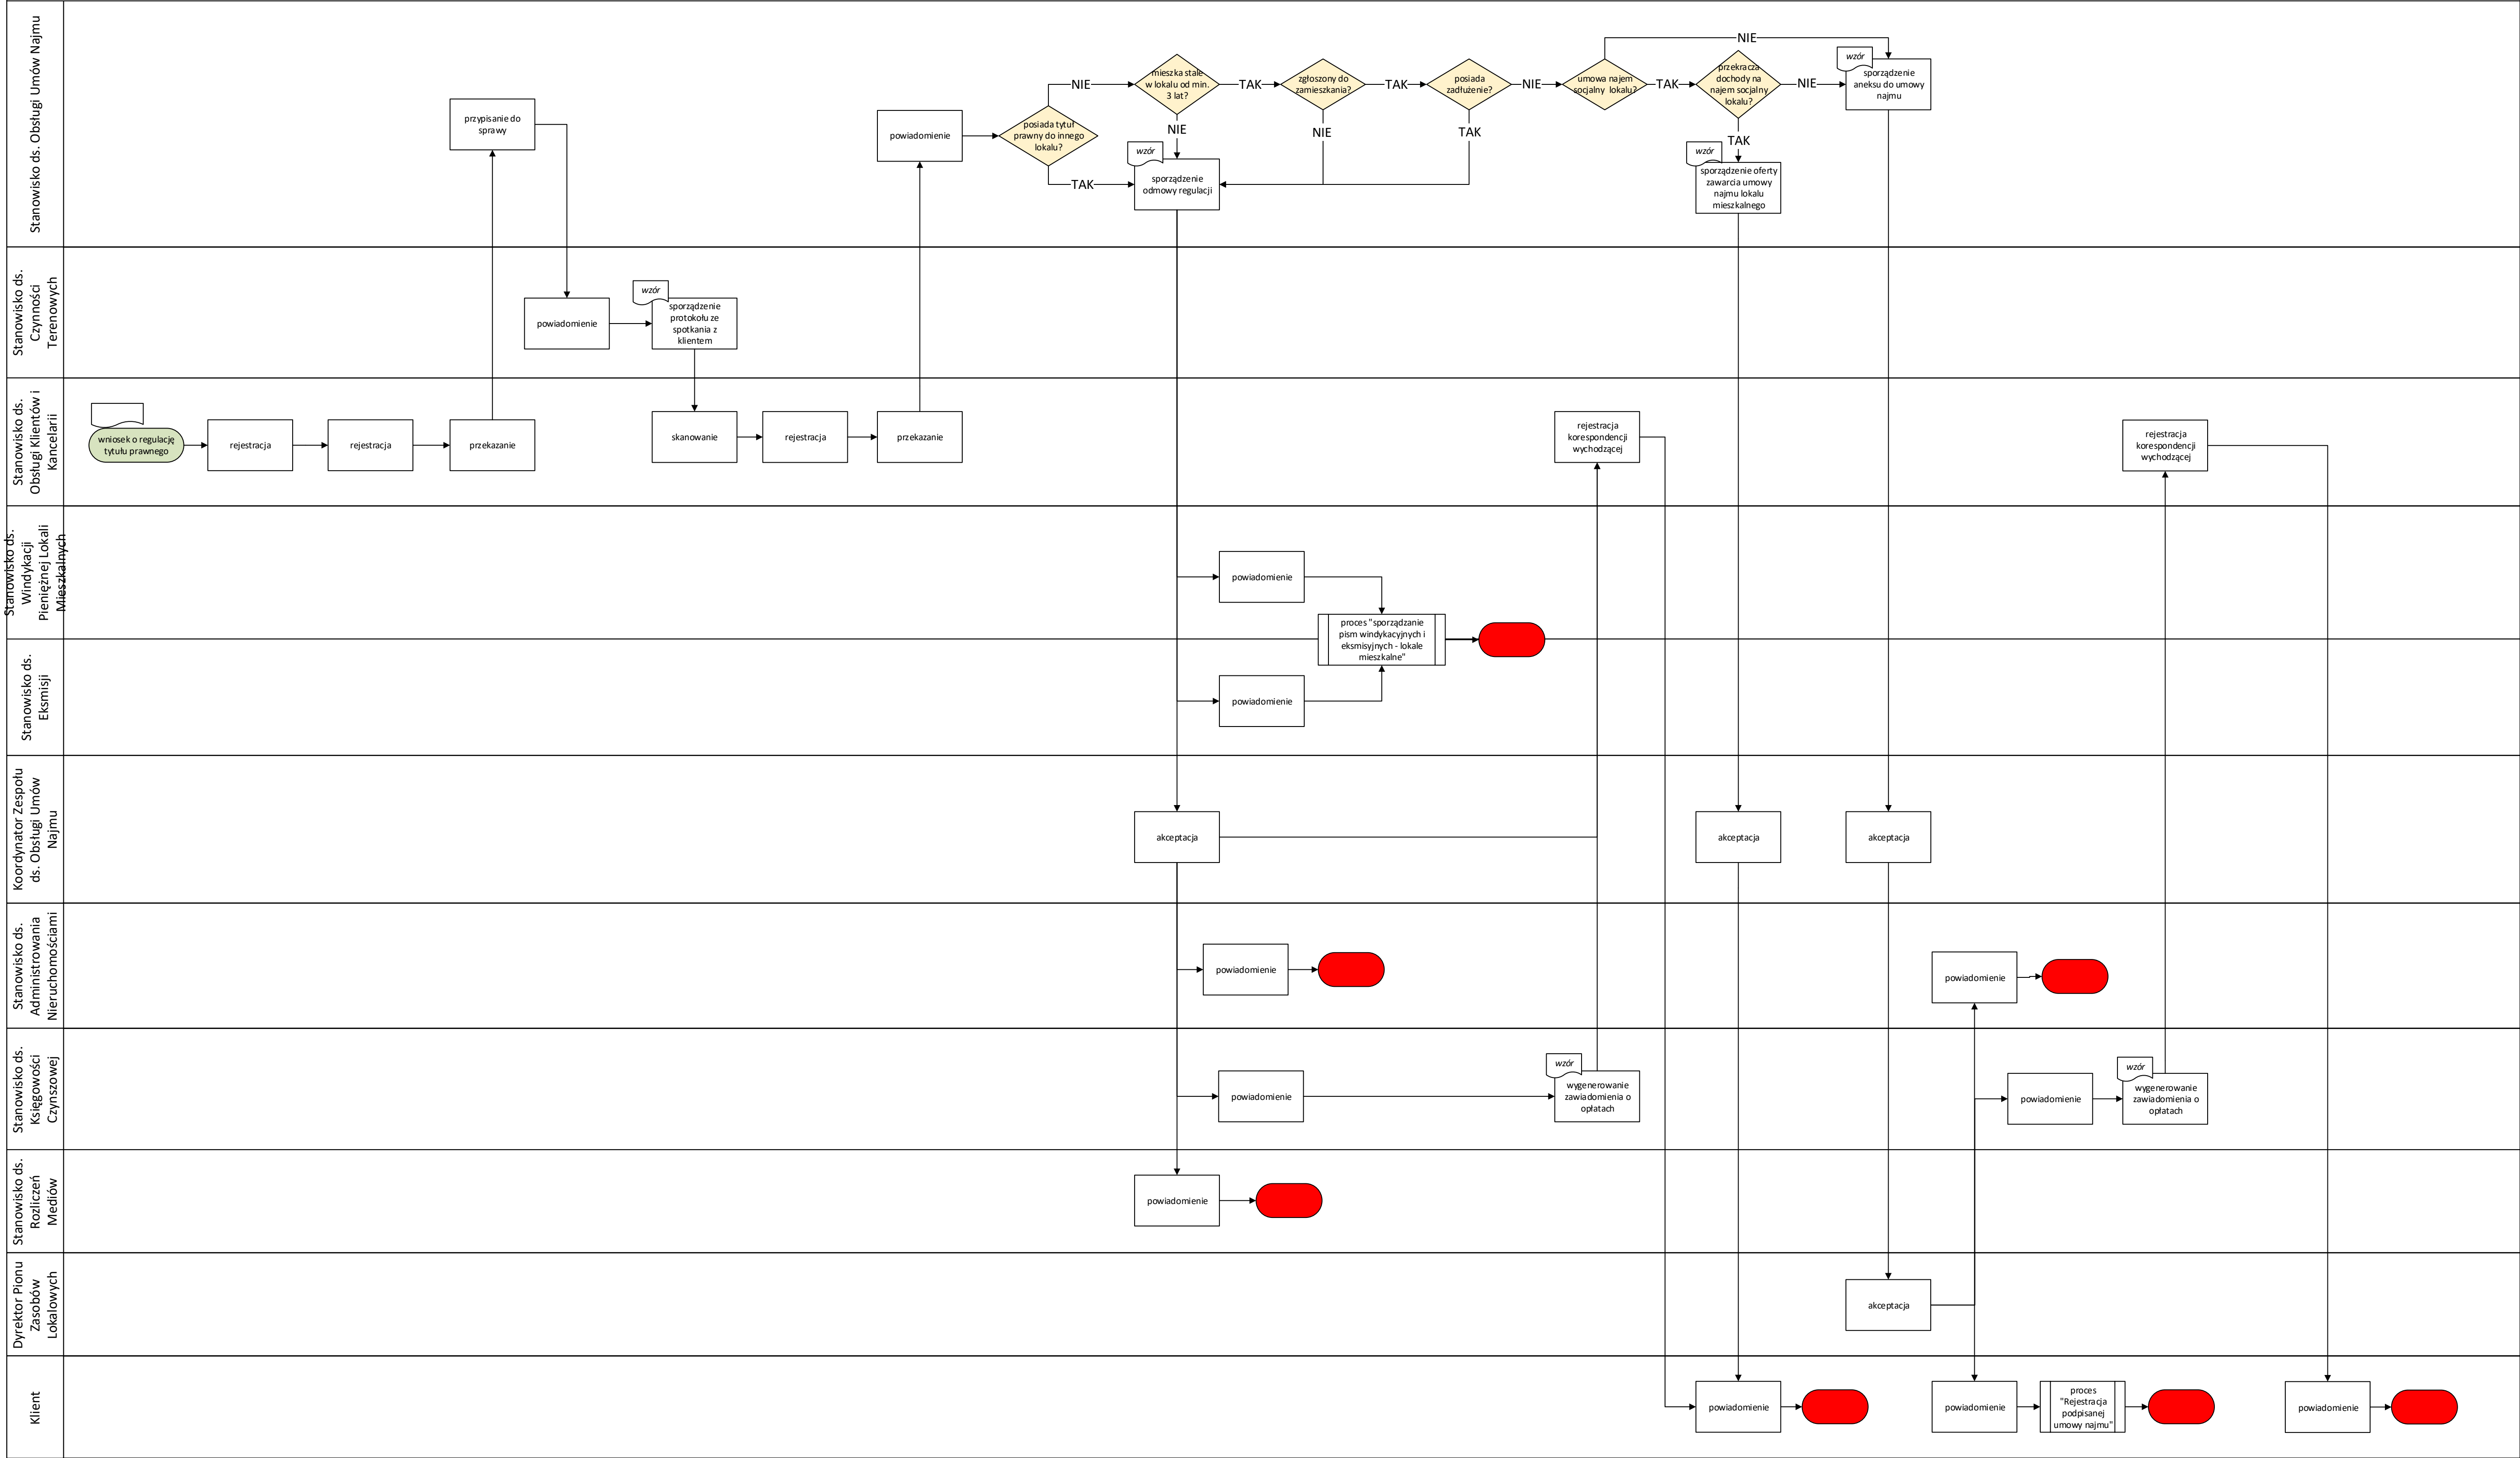 Stanowisko ds. Obsługi Umów Najmu
przypisanie do
sprawy
powiadomienie
posiada tytuł
prawny do innego
lokalu?
NIE
TAK
mieszka stale
w lokalu od min.
3 lat?
TAK
NIE
wzór
sporządzenie
odmowy regulacji
zgłoszony do
zamieszkania?
TAK
NIE
posiada
zadłużenie?
NIE
TAK
umowa najem
socjalny lokalu?
NIE
TAK
przekracza
dochody na
najem socjalny
lokalu?
NIE
TAK
wzór
sporządzenie oferty
zawarcia umowy
najmu lokalu
mieszkalnego
wzór
sporządzenie
aneksu do umowy
najmu
Stanowisko ds.
Czynności
Terenowych
powiadomienie
wzór
sporządzenie
protokołu ze
spotkania z
klientem
Stanowisko ds.
Obsługi Klientów i
Kancelarii
wniosek o regulację
tytułu prawnego
rejestracja
rejestracja
przekazanie
skanowanie
rejestracja
przekazanie
rejestracja
korespondencji
wychodzącej
rejestracja
korespondencji
wychodzącej
Stanowisko ds.
Windykacji
Pieniężnej Lokali
Mieszkalnych
powiadomienie
proces "sporządzanie
pism windykacyjnych i
eksmisyjnych - lokale
mieszkalne"
Stanowisko ds.
Eksmisji
powiadomienie
Koordynator Zespołu
ds. Obsługi Umów
Najmu
akceptacja
akceptacja
akceptacja
Stanowisko ds.
Administrowania
Nieruchomościami
powiadomienie
powiadomienie
Stanowisko ds.
Księgowości
Czynszowej
powiadomienie
wzór
wygenerowanie
zawiadomienia o
opłatach
powiadomienie
wzór
wygenerowanie
zawiadomienia o
opłatach
Stanowisko ds.
Rozliczeń
Mediów
powiadomienie
Dyrektor Pionu
Zasobów
Lokalowych
akceptacja
Klient
powiadomienie
powiadomienie
proces
"Rejestracja
podpisanej
umowy najmu"
powiadomienie